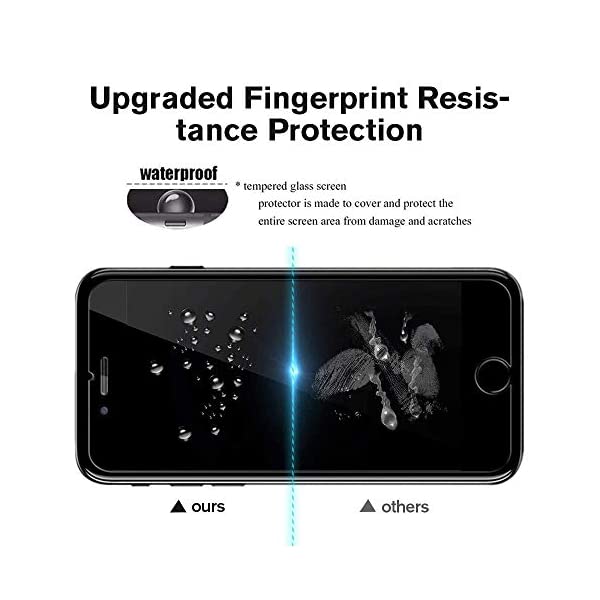 Upgraded Fingerprint Resis-
tance Protection
waterproof
* tempered glass screen
protector is made to cover and protect the
entire screen area from damage and acratches
▲ ours
▲ others